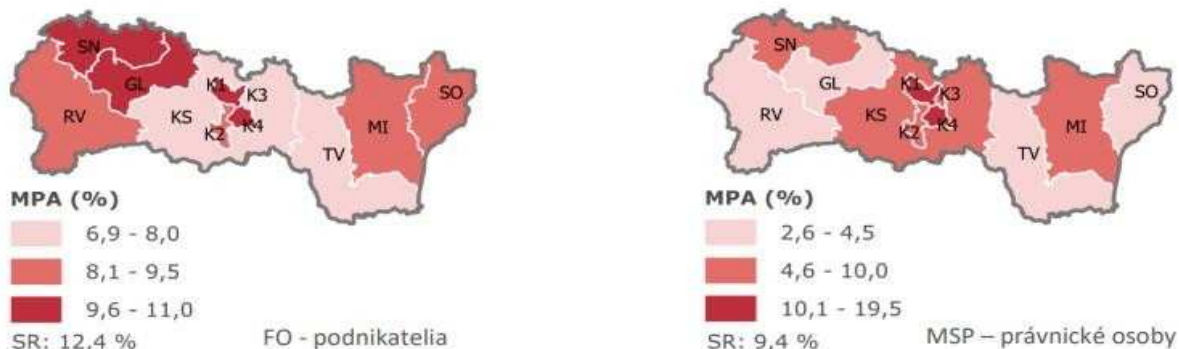 SN
GL
K1
K3
RV
KS
K2
K4
MI
SO
TV
MPA (%)
6,9 - 8,0
8,1 - 9,5
9,6 - 11,0
SR: 12,4 %
FO - podnikatelia
SN
GL
K1
K3
RV
KS
K2
K4
MI
SO
TV
MPA (%)
2,6 - 4,5
4,6 - 10,0
10,1 - 19,5
SR: 9,4 %
MSP – právnické osoby